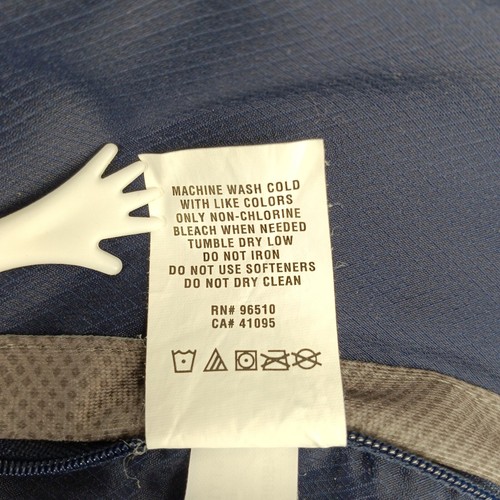 MACHINE WASH COLD
WITH LIKE COLORS
ONLY NON-CHLORINE
BLEACH WHEN NEEDED
TUMBLE DRY LOW
DO NOT IRON
DO NOT USE SOFTENERS
DO NOT DRY CLEAN
RN# 96510
CA# 41095